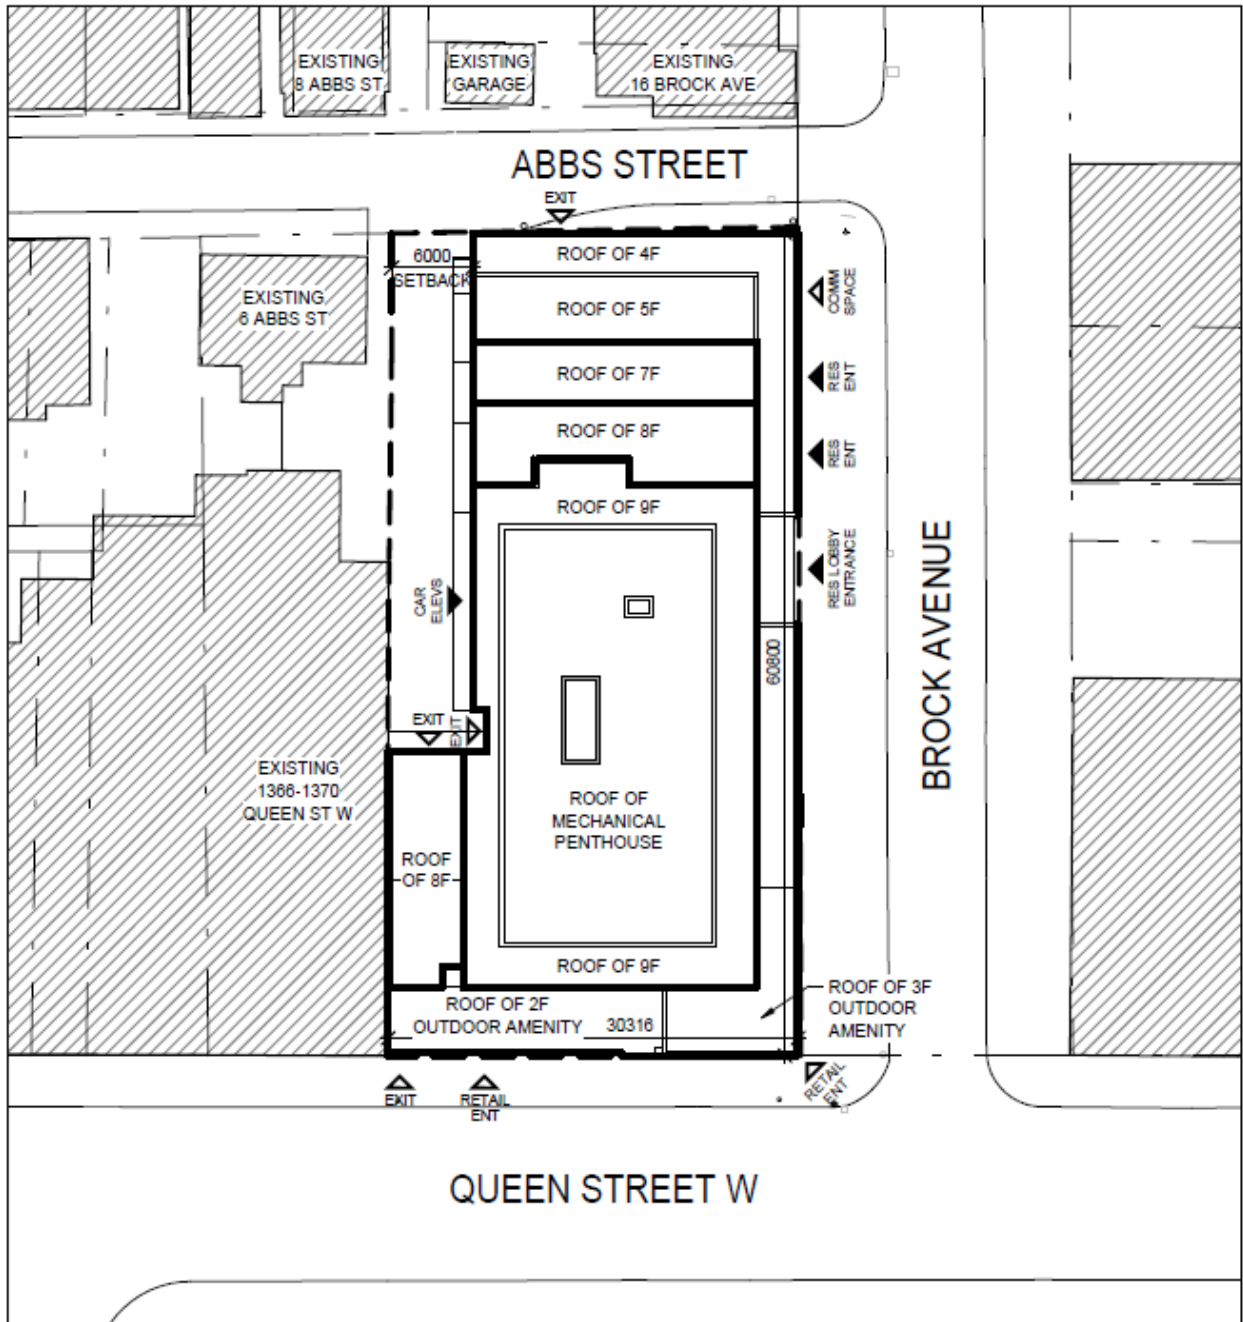 EXISTING
8 ABBS ST
EXISTING
GARAGE
EXISTING
16 BROCK AVE
ABBS STREET
EXIT
6000
SETBACK
ROOF OF 4F
COMM
SPACE
EXISTING
6 ABBS ST
ROOF OF 5F
ROOF OF 7F
RES
ENT
ROOF OF 8F
RES
ENT
ROOF OF 9F
RES LOBBY
ENTRANCE
CAR
ELEVS
60800
BROCK AVENUE
EXIT
EXIT
EXISTING
1366-1370
QUEEN ST W
ROOF OF
MECHANICAL
PENTHOUSE
ROOF
OF 8F
ROOF OF 9F
ROOF OF 2F
OUTDOOR AMENITY
30316
ROOF OF 3F
OUTDOOR
AMENITY
EXIT
RETAIL
ENT
RETAIL
ENT
QUEEN STREET W